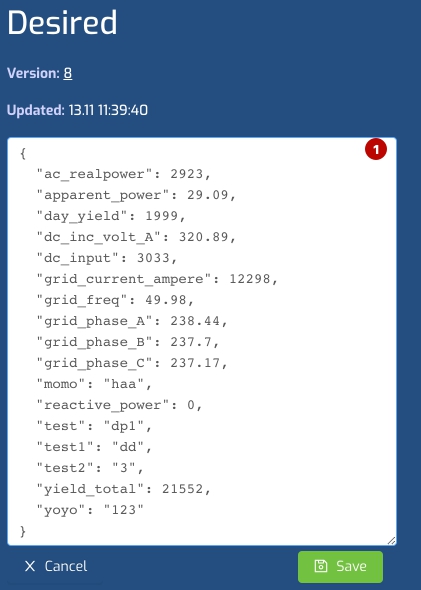 Desired
Version: 8
Updated: 13.11 11:39:40
1
{
  "ac_realpower": 2923,
  "apparent_power": 29.09,
  "day_yield": 1999,
  "dc_inc_volt_A": 320.89,
  "dc_input": 3033,
  "grid_current_ampere": 12298,
  "grid_freq": 49.98,
  "grid_phase_A": 238.44,
  "grid_phase_B": 237.7,
  "grid_phase_C": 237.17,
  "momo": "haa",
  "reactive_power": 0,
  "test": "dp1",
  "test1": "dd",
  "test2": "3",
  "yield_total": 21552,
  "yoyo": "123"
}
Cancel
Save